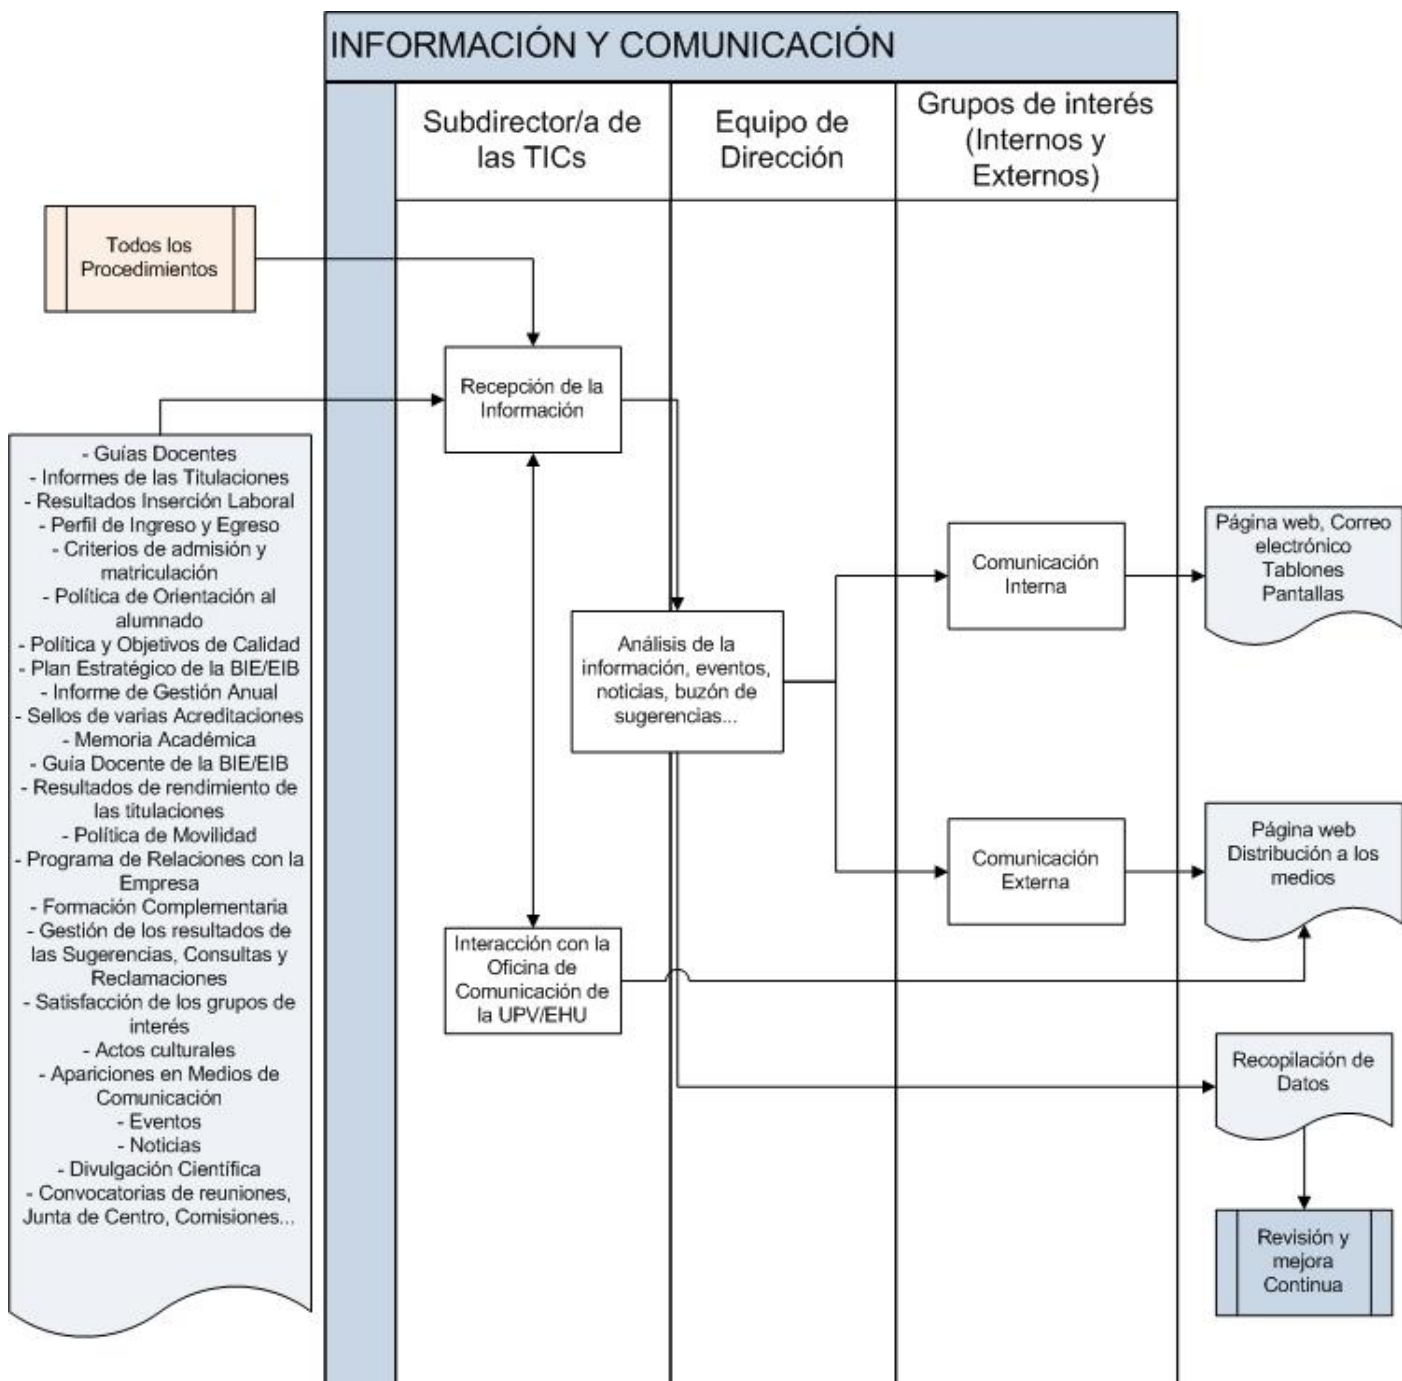 INFORMACIÓN Y COMUNICACIÓN
Subdirector/a de
las TICs
Equipo de
Dirección
Grupos de interés
(Internos y
Externos)
Todos los
Procedimientos
Recepción de la
Información
- Guías Docentes
- Informes de las Titulaciones
- Resultados Inserción Laboral
- Perfil de Ingreso y Egreso
- Criterios de admisión y
matriculación
- Política de Orientación al
alumnado
- Política y Objetivos de Calidad
- Plan Estratégico de la BIE/EIB
- Informe de Gestión Anual
- Sellos de varias Acreditaciones
- Memoria Académica
- Guía Docente de la BIE/EIB
- Resultados de rendimiento de
las titulaciones
- Política de Movilidad
- Programa de Relaciones con la
Empresa
- Formación Complementaria
- Gestión de los resultados de
las Sugerencias, Consultas y
Reclamaciones
- Satisfacción de los grupos de
interés
- Actos culturales
- Apariciones en Medios de
Comunicación
- Eventos
- Noticias
- Divulgación Científica
- Convocatorias de reuniones,
Junta de Centro, Comisiones...
Análisis de la
información, eventos,
noticias, buzón de
sugerencias...
Comunicación
Interna
Página web, Correo
electrónico
Tablones
Pantallas
Comunicación
Externa
Página web
Distribución a los
medios
Interacción con la
Oficina de
Comunicación de
la UPV/EHU
Recopilación de
Datos
Revisión y
mejora
Continua